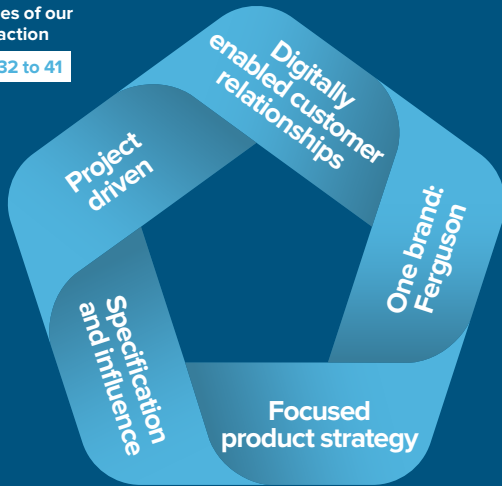 es of our
action
32 to 41
Digitally
enabled customer
relationships
Project
driven
One brand:
Ferguson
Specification
and influence
Focused
product strategy